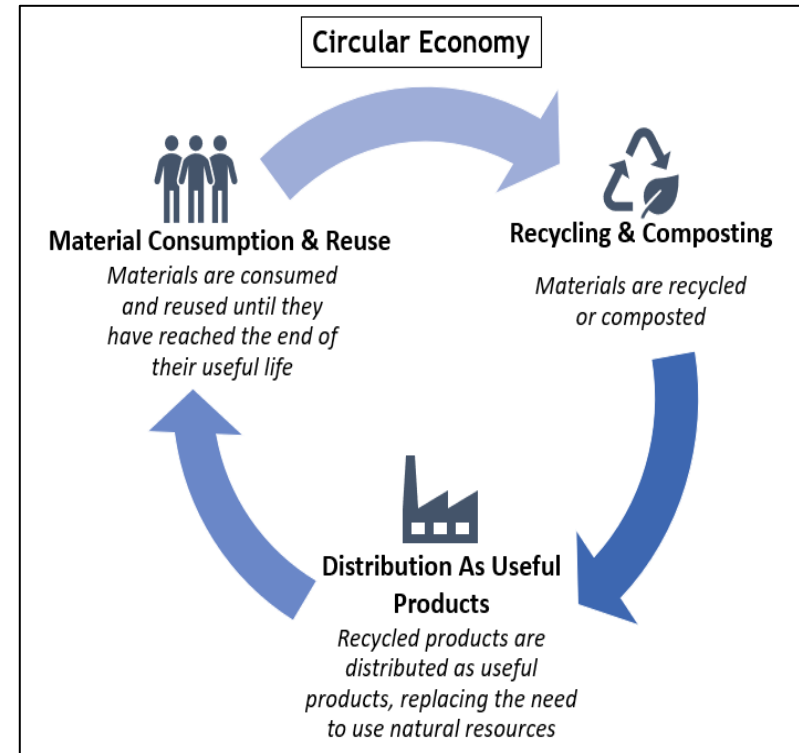 Circular Economy
Material Consumption & Reuse
Materials are consumed
and reused until they
have reached the end of
their useful life
Recycling & Composting
Materials are recycled
or composted
Distribution As Useful
Products
Recycled products are
distributed as useful
products, replacing the need
to use natural resources